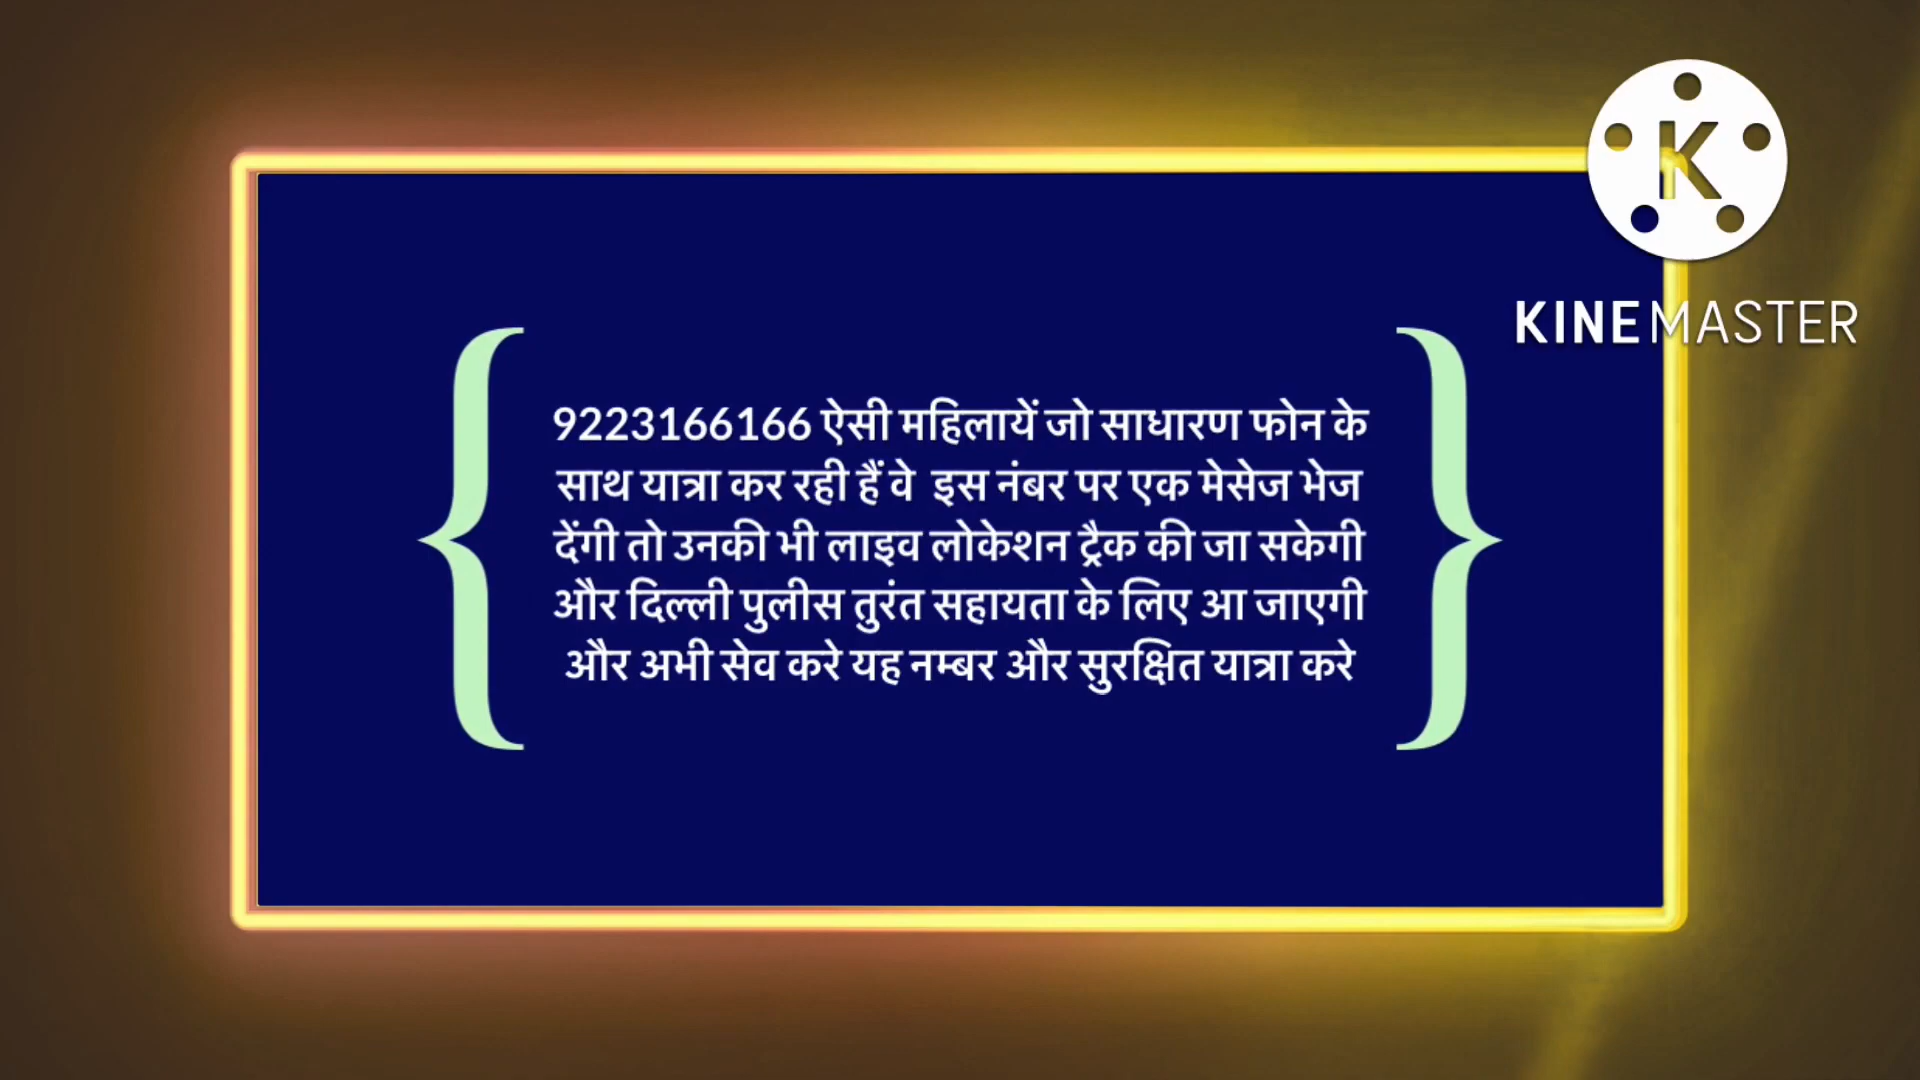 K
KINEMASTER
9223166166 ऐसी महिलायें जो साधारण फोन के
साथ यात्रा कर रही हैं वे इस नंबर पर एक मेसेज भेज
देंगी तो उनकी भी लाइव लोकेशन ट्रैक की जा सकेगी
और दिल्ली पुलीस तुरंत सहायता के लिए आ जाएगी
और अभी सेव करे यह नम्बर और सुरक्षित यात्रा करे